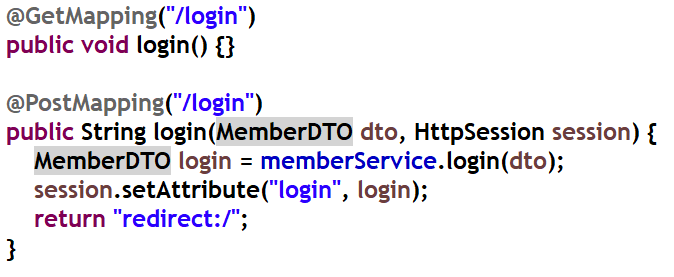 @GetMapping("/login")
public void login() {}
@PostMapping("/login")
public String login(MemberDTO dto, HttpSession session) {
MemberDTO login = memberService.login(dto);
session.setAttribute("login", login);
return "redirect:/";
}